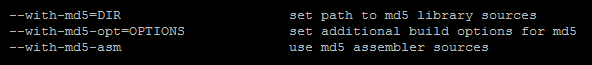 --with-md5=DIR                     set path to md5 library sources
--with-md5-opt=OPTIONS             set additional build options for md5
--with-md5-asm                     use md5 assembler sources